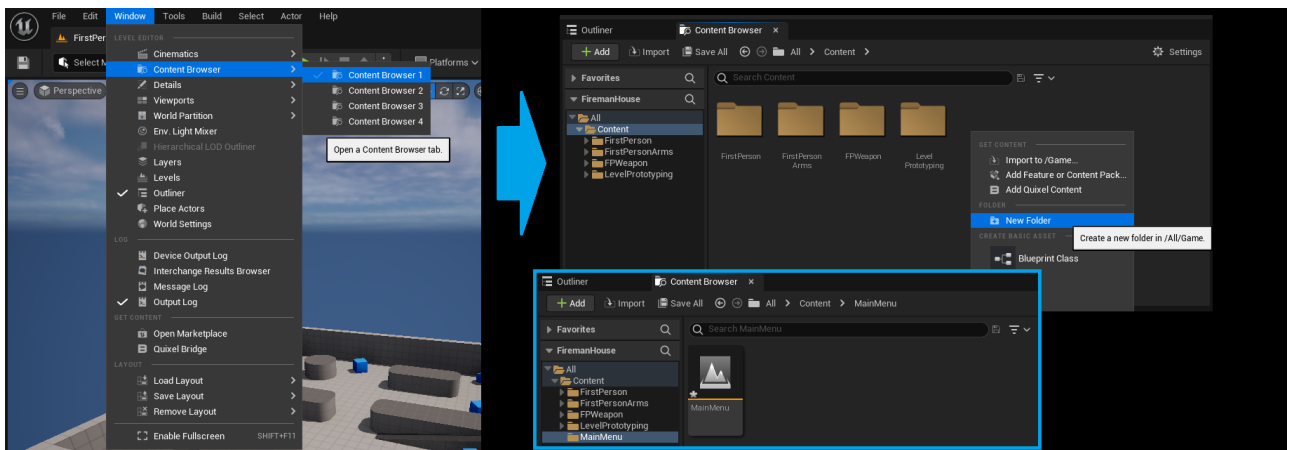 File Edit Window Tools Build Select Actor Help
FirstPer
LEVEL EDITOR
Select M
Platforms
Perspective
Cinematics
Content Browser
Details
Viewports
World Partition
Env. Light Mixer
Hierarchical LOD Outliner
Layers
Levels
Outliner
Place Actors
World Settings
LOG
Device Output Log
Interchange Results Browser
Message Log
Output Log
GET CONTENT
Open Marketplace
Quixel Bridge
LAYOUT
Load Layout
Save Layout
Remove Layout
Enable Fullscreen SHIFT+F11
Content Browser 1
Content Browser 2
Content Browser 3
Content Browser 4
Open a Content Browser tab.
Outliner Content Browser
Add Import Save All All Content Settings
Favorites Search Content
FiremanHouse
All
Content
FirstPerson
FirstPersonArms
FPWeapon
LevelPrototyping
FirstPerson
FirstPerson
Arms
FPWeapon
Level
Prototyping
GET CONTENT
Import to /Game...
Add Feature or Content Pack...
Add Quixel Content
FOLDER
New Folder
Create a new folder in /All/Game.
CREATE BASIC ASSET
Blueprint Class
Outliner Content Browser
Add Import Save All All Content MainMenu
Favorites Search MainMenu
FiremanHouse
All
Content
FirstPerson
FirstPersonArms
FPWeapon
LevelPrototyping
MainMenu
MainMenu